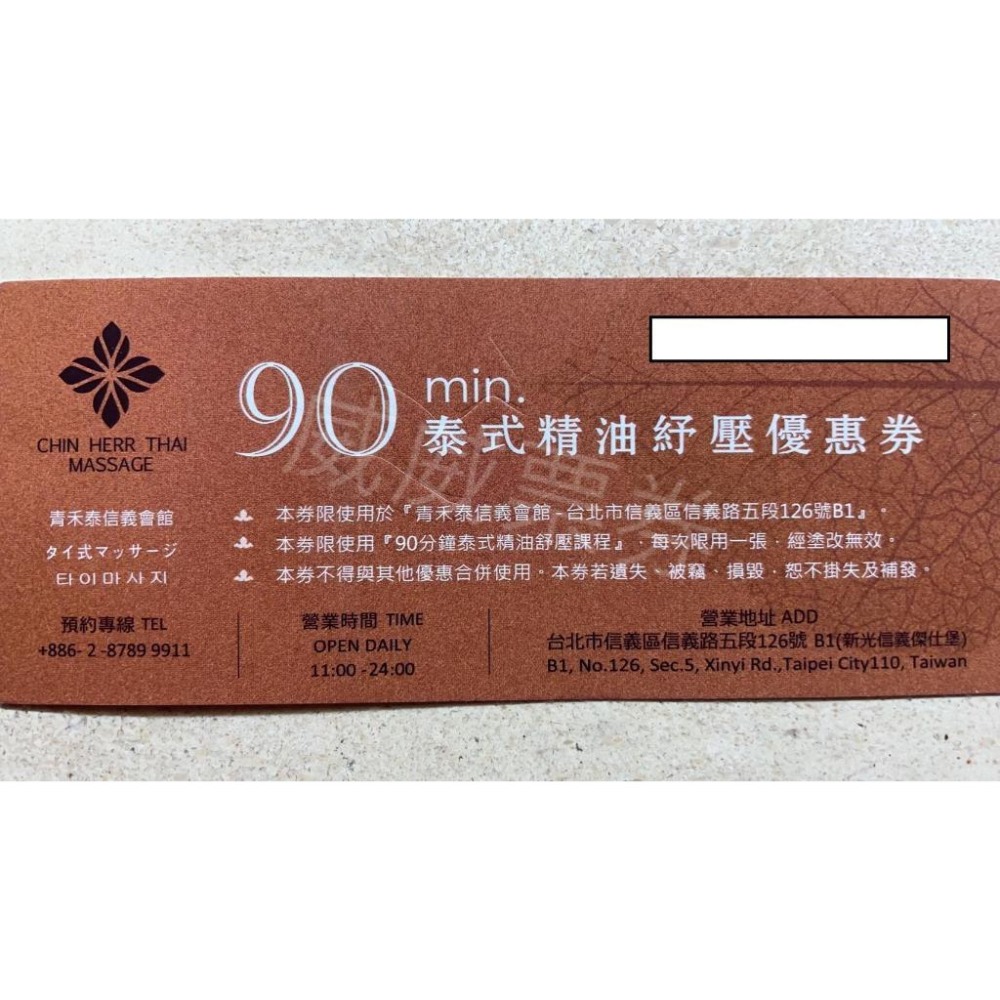 CHIN HERR THAI
MASSAGE
青禾泰信義會館
タイ式マッサージ
타이마사지
90 min.
泰式精油紓壓優惠券
威威票券
本券限使用於『青禾泰信義會館-台北市信義區信義路五段126號B1』。
本券限使用『90分鐘泰式精油舒壓課程』,每次限用一張,經塗改無效。
本券不得與其他優惠合併使用。本券若遺失、被竊、損毀,恕不掛失及補發。
預約專線 TEL
+886- 2 -8789 9911
營業時間 TIME
OPEN DAILY
11:00 -24:00
營業地址 ADD
台北市信義區信義路五段126號 B1(新光信義傑仕堡)
B1, No.126, Sec.5, Xinyi Rd.,Taipei City110, Taiwan